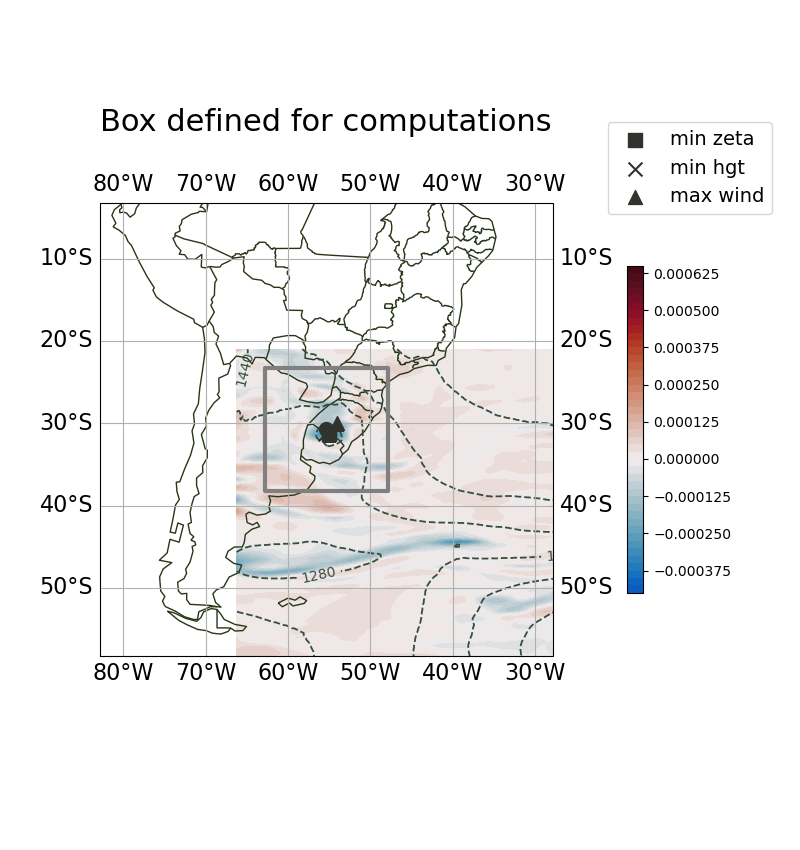 Box defined for computations
min zeta
min hgt
max wind
80°W 70°W 60°W 50°W 40°W 30°W
10°S 10°S
20°S 20°S
30°S 30°S
40°S 40°S
50°S 50°S
80°W 70°W 60°W 50°W 40°W 30°W
1440
1280
1
0.000625
0.000500
0.000375
0.000250
0.000125
0.000000
−0.000125
−0.000250
−0.000375